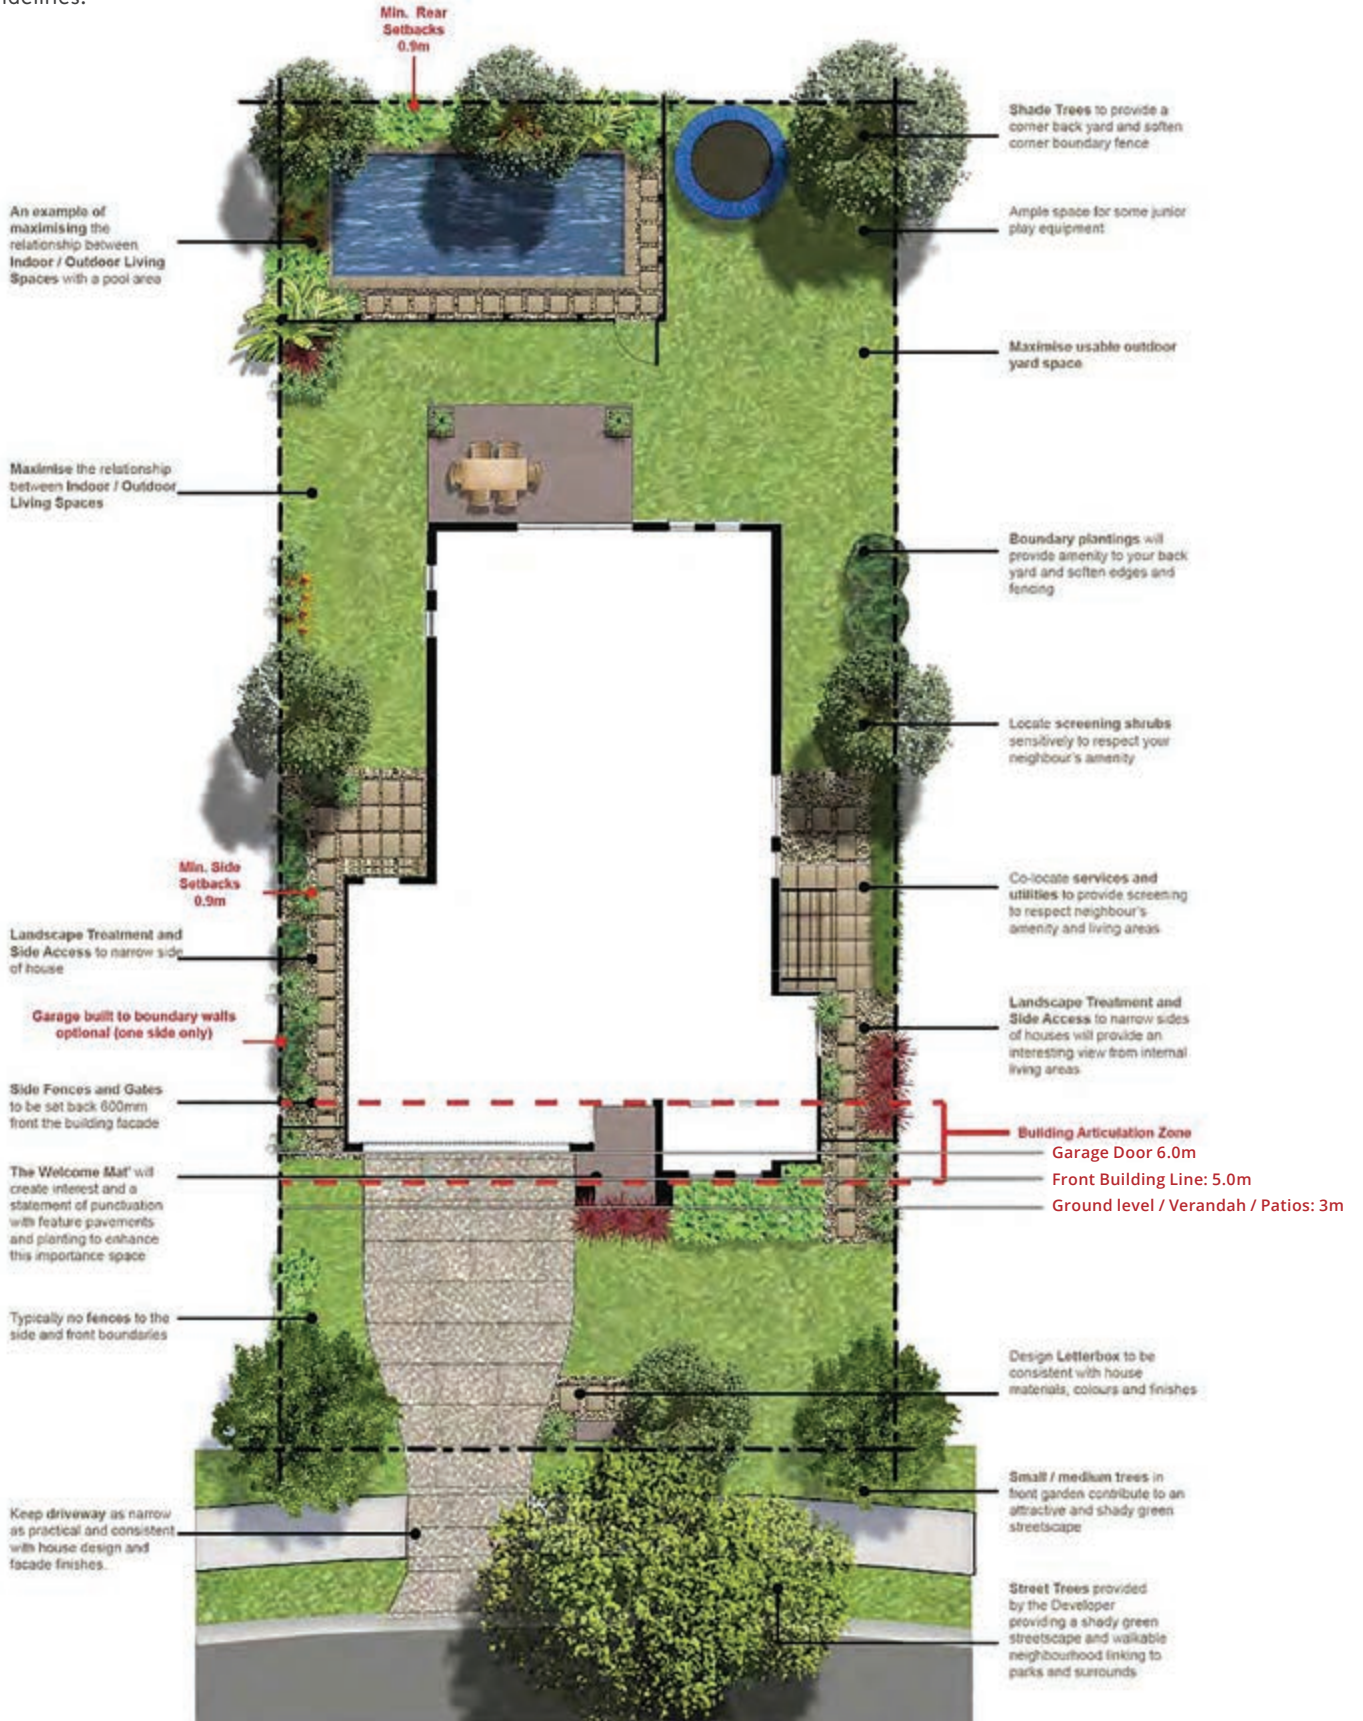 idelines.
Min. Rear
Setbacks
0.9m
An example of
maximising the
relationship between
Indoor / Outdoor Living
Spaces with a pool area
Maximise the relationship
between Indoor / Outdoor
Living Spaces
Min. Side
Setbacks
0.9m
Landscape Treatment and
Side Access to narrow side
of house
Garage built to boundary walls
optional (one side only)
Side Fences and Gates
to be set back 600mm
front the building facade
The Welcome Mat' will
create interest and a
statement of punctuation
with feature pavements
and planting to enhance
this importance space
Typically no fences to the
side and front boundaries
Keep driveway as narrow
as practical and consistent
with house design and
facade finishes.
Shade Trees to provide a
corner back yard and soften
corner boundary fence
Ample space for some junior
play equipment
Maximise usable outdoor
yard space
Boundary plantings will
provide amenity to your back
yard and soften edges and
fencing
Locate screening shrubs
sensitively to respect your
neighbour's amenity
Co-locate services and
utilities to provide screening
to respect neighbour's
amenity and living areas
Landscape Treatment and
Side Access to narrow sides
of houses will provide an
interesting view from internal
living areas
Building Articulation Zone
Garage Door 6.0m
Front Building Line: 5.0m
Ground level / Verandah / Patios: 3m
Design Letterbox to be
consistent with house
materials, colours and finishes
Small / medium trees in
front garden contribute to an
attractive and shady green
streetscape
Street Trees provided
by the Developer
providing a shady green
streetscape and walkable
neighbourhood linking to
parks and surrounds